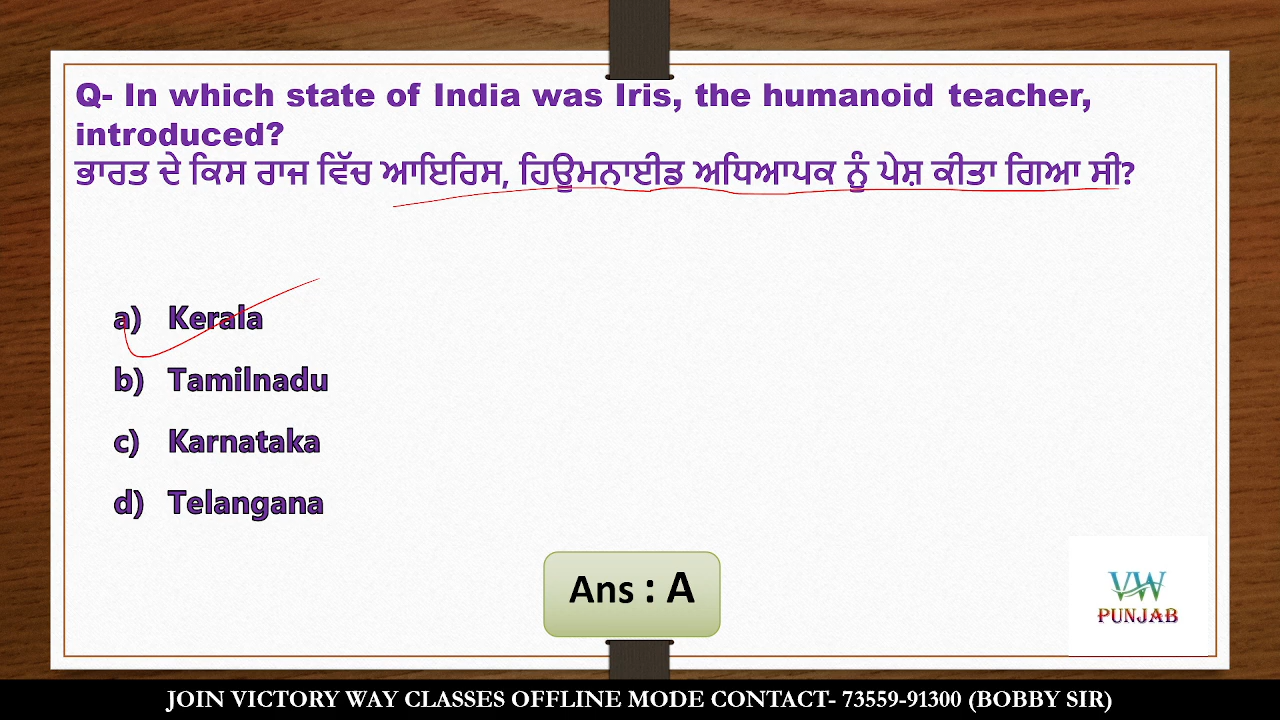 Q- In which state of India was Iris, the humanoid teacher,
introduced?
ਭਾਰਤ ਦੇ ਕਿਸ ਰਾਜ ਵਿੱਚ ਆਇਰਿਸ, ਹਿਊਮਨਾਈਡ ਅਧਿਆਪਕ ਨੂੰ ਪੇਸ਼ ਕੀਤਾ ਗਿਆ ਸੀ?
a) Kerala
b) Tamilnadu
c) Karnataka
d) Telangana
Ans : A
VW
PUNJAB
JOIN VICTORY WAY CLASSES OFFLINE MODE CONTACT- 73559-91300 (BOBBY SIR)